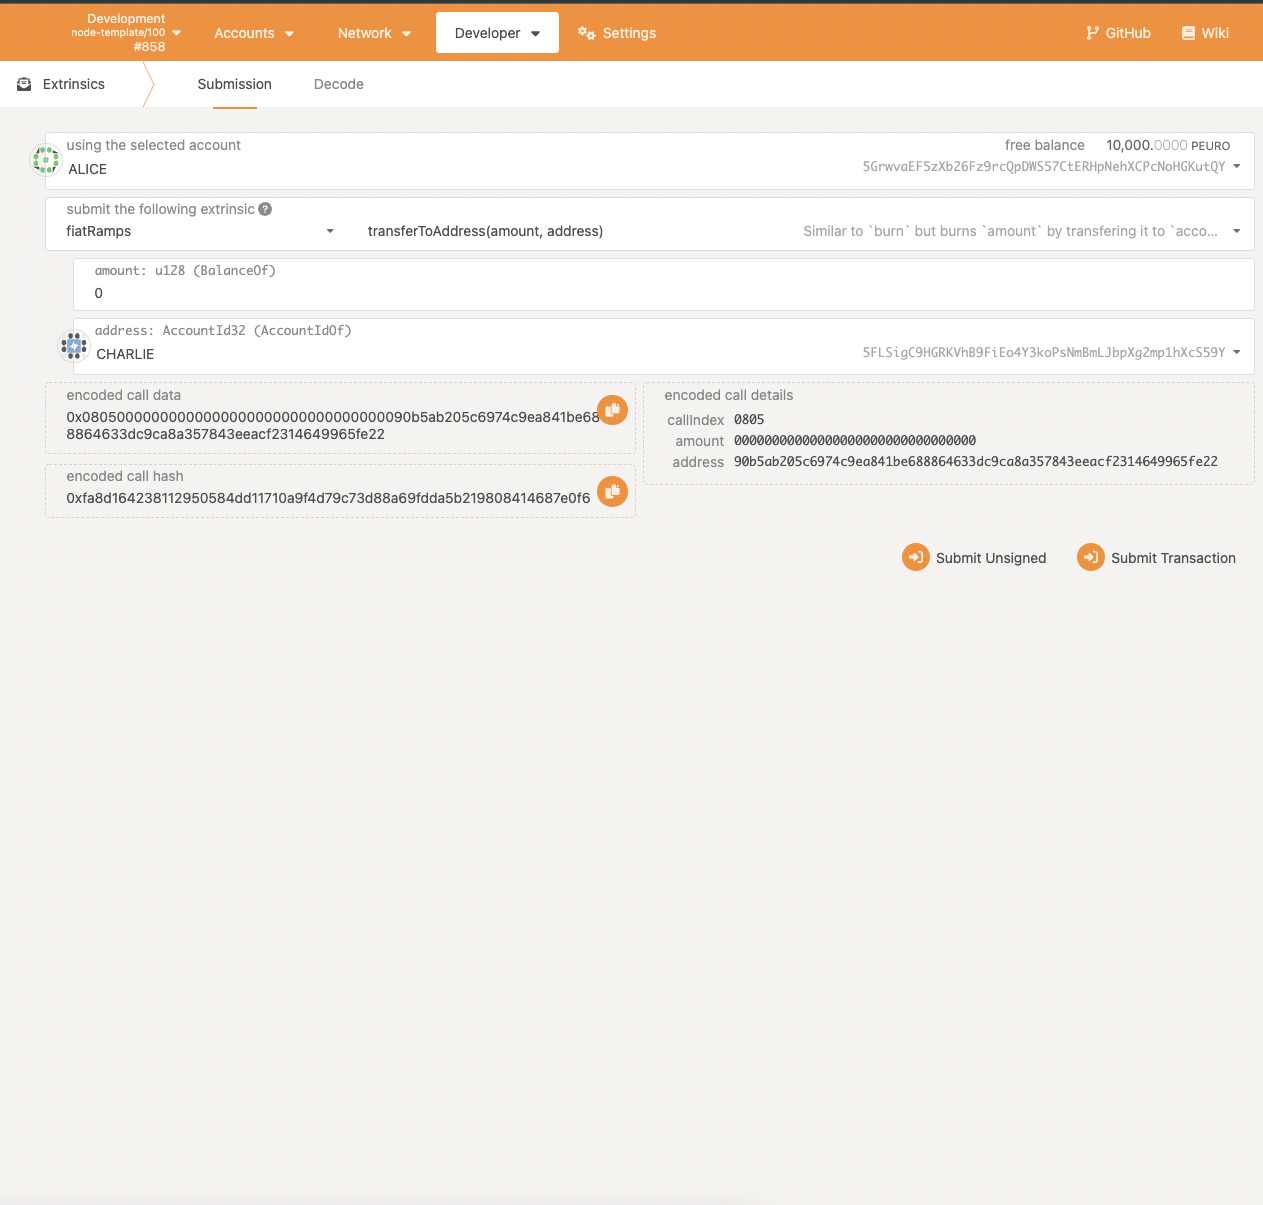 Development
node-template/100
#858
Accounts
Network
Developer
Settings
GitHub
Wiki
Extrinsics
Submission
Decode
using the selected account
free balance 10,000.0000 PEURO
ALICE
5GrwvaEF5zXb26Fz9rcQpDWS57CtERHpNehXCPcNoHGKutQY
submit the following extrinsic ?
fiatRamps
transferToAddress(amount, address)
Similar to `burn` but burns `amount` by transfering it to `acco...
amount: u128 (BalanceOf)
0
address: AccountId32 (AccountIdOf)
CHARLIE
5FLSigC9HGRKVhB9FiEo4Y3koPsNmBmLJbpXg2mp1hXcS59Y
encoded call data
0x08050000000000000000000000000000000090b5ab205c6974c9ea841be68
8864633dc9ca8a357843eeacf2314649965fe22
encoded call details
callIndex 0805
amount 00000000000000000000000000000000
address 90b5ab205c6974c9ea841be688864633dc9ca8a357843eeacf2314649965fe22
encoded call hash
0xfa8d164238112950584dd11710a9f4d79c73d88a69fdda5b219808414687e0f6
Submit Unsigned
Submit Transaction